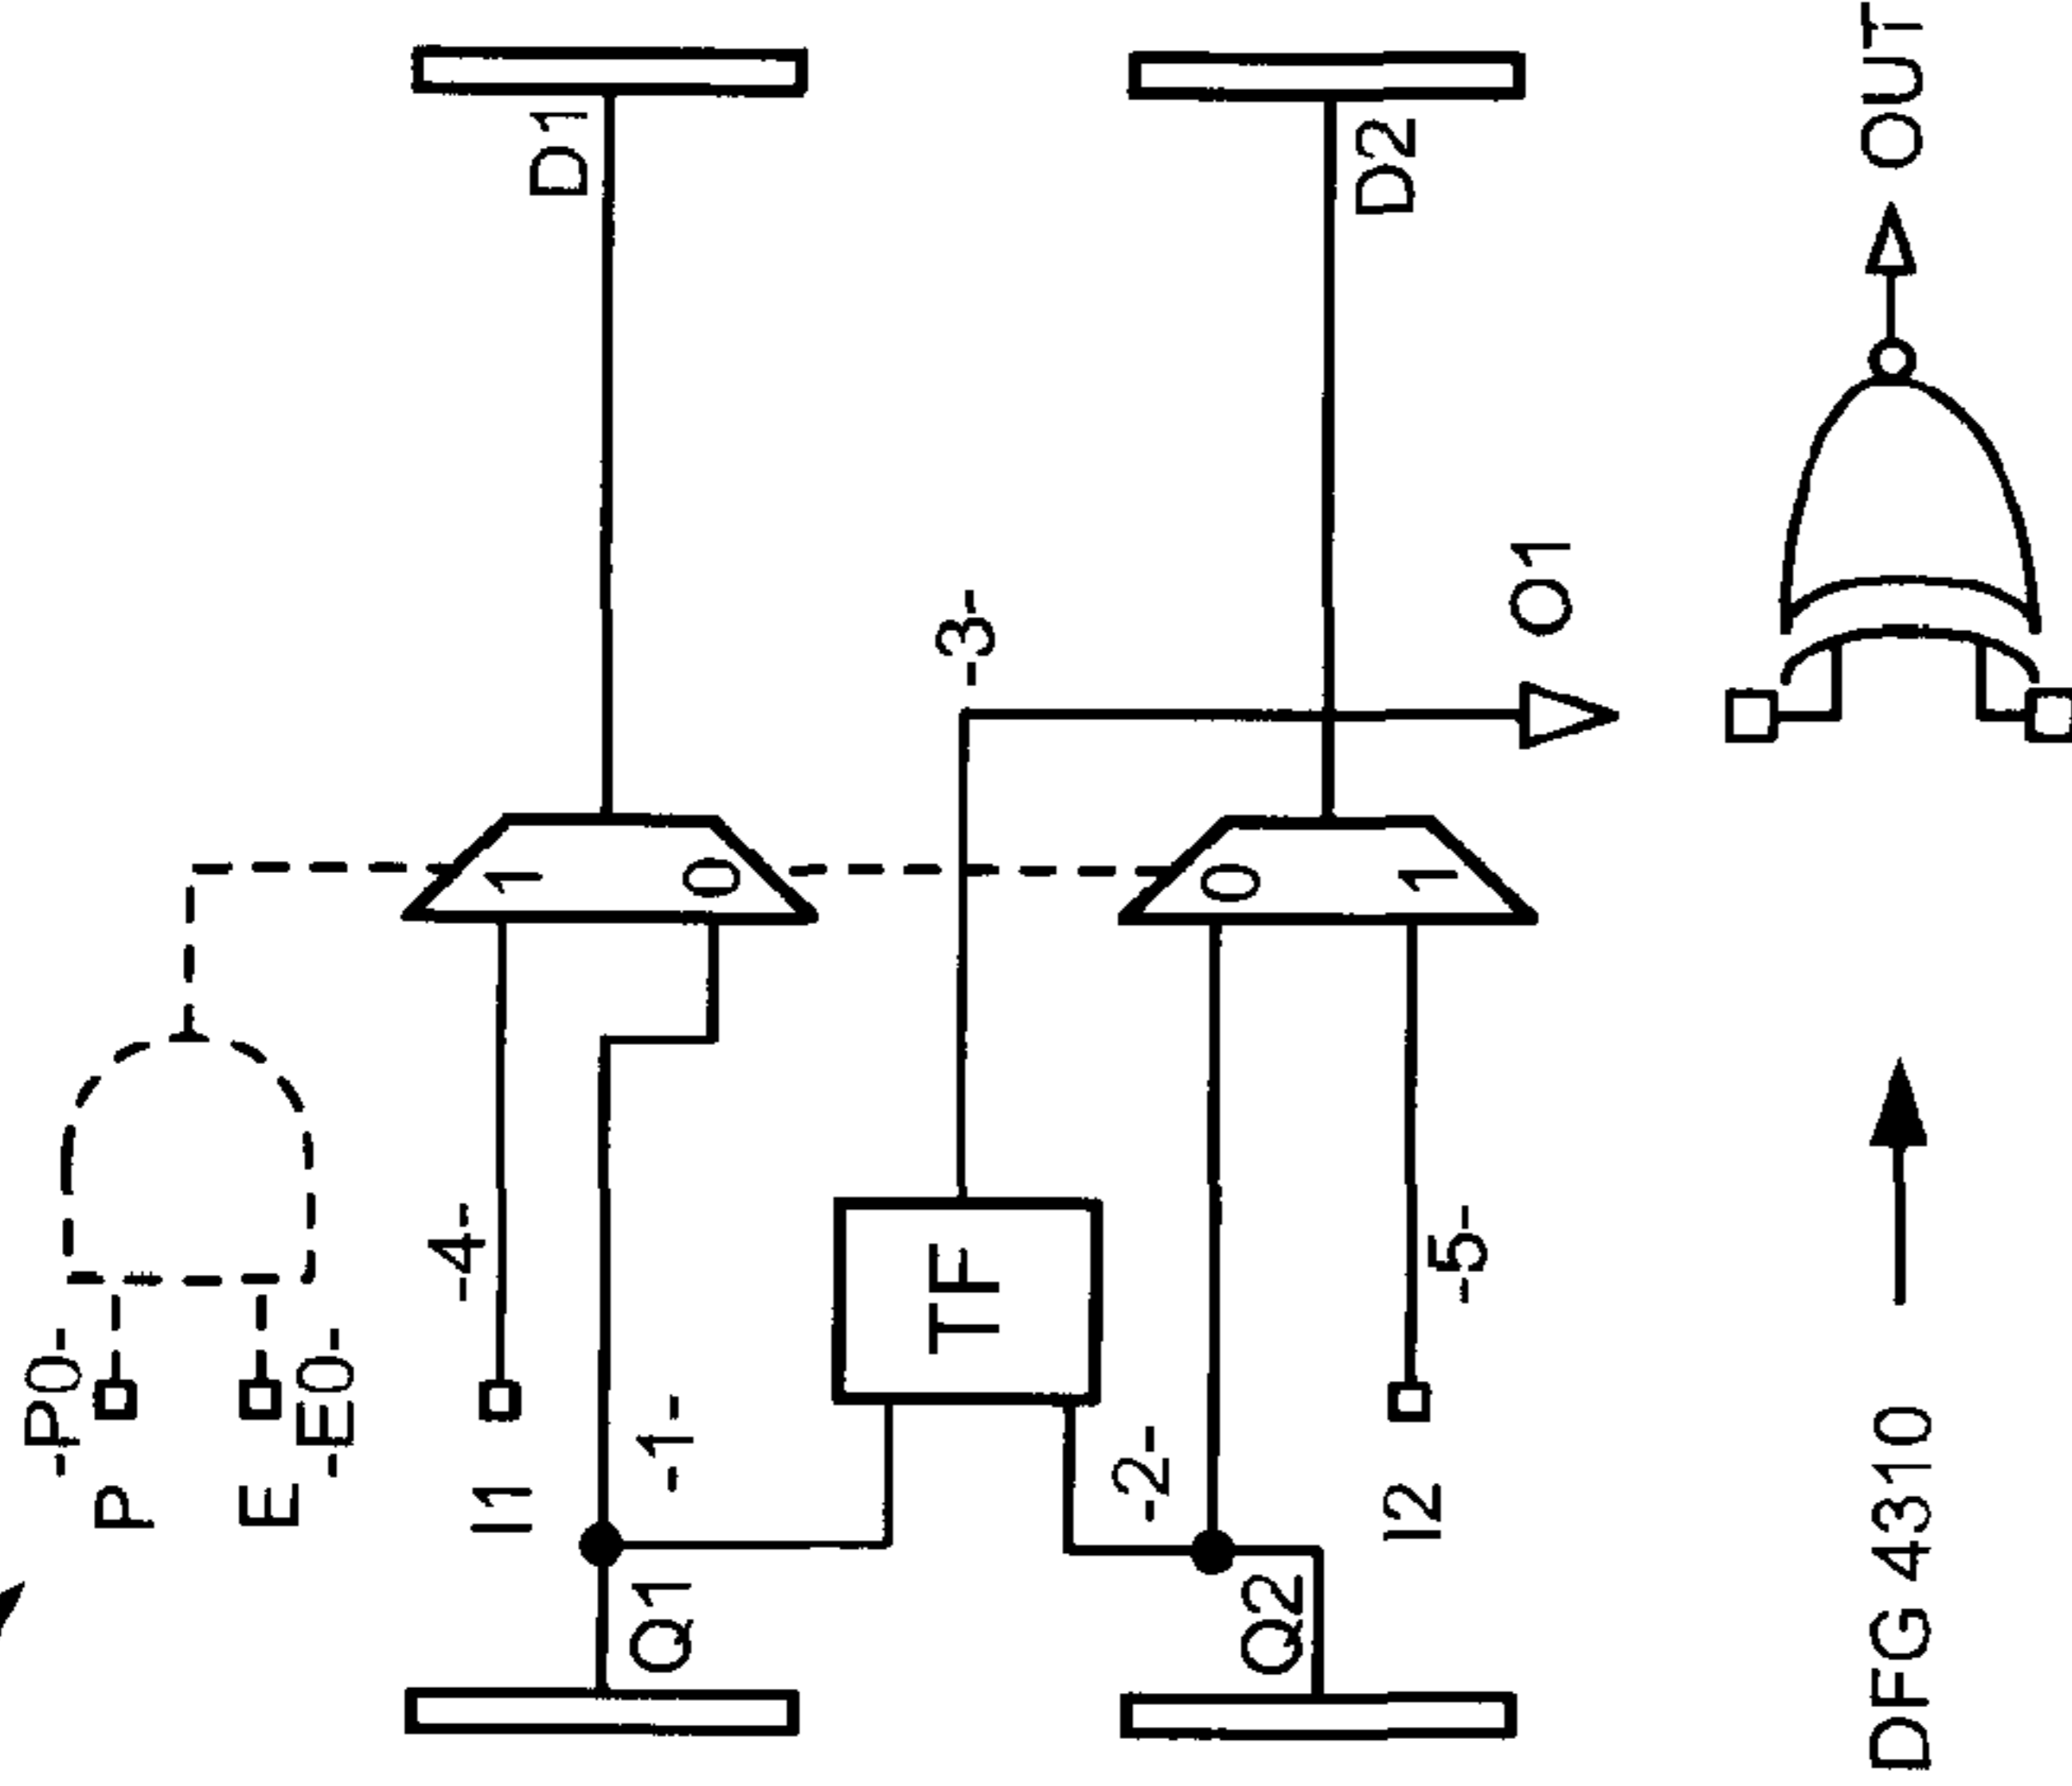 -P0-
P
E
-E0-
-4-
I1
1
0
D1
Q1
-1-
TF
-3-
-2-
Q2
0
1
D2
I2
-5-
O1
DFG 4310
OUT